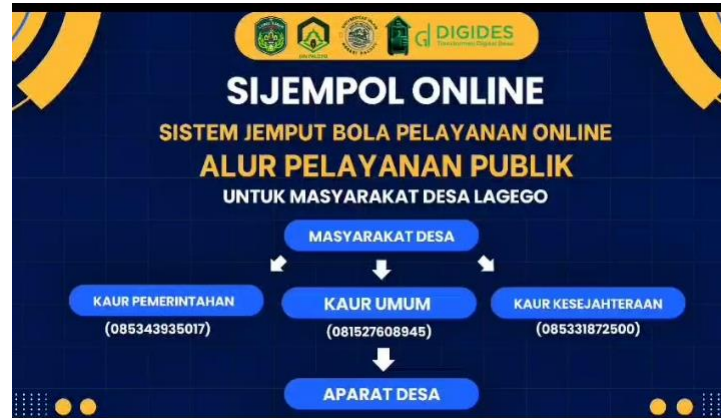 DIGIDES
SIJEMPOL ONLINE
SISTEM JEMPUT BOLA PELAYANAN ONLINE
ALUR PELAYANAN PUBLIK
UNTUK MASYARAKAT DESA LAGEGO
MASYARAKAT DESA
KAUR PEMERINTAHAN
(085343935017)
KAUR UMUM
(081527608945)
KAUR KESEJAHTERAAN
(085331872500)
APARAT DESA